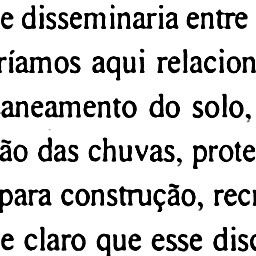 e disseminaria entre
ríamos aqui relacion
aneamento do solo,
ão das chuvas, prote
para construção, recr
e claro que esse disc